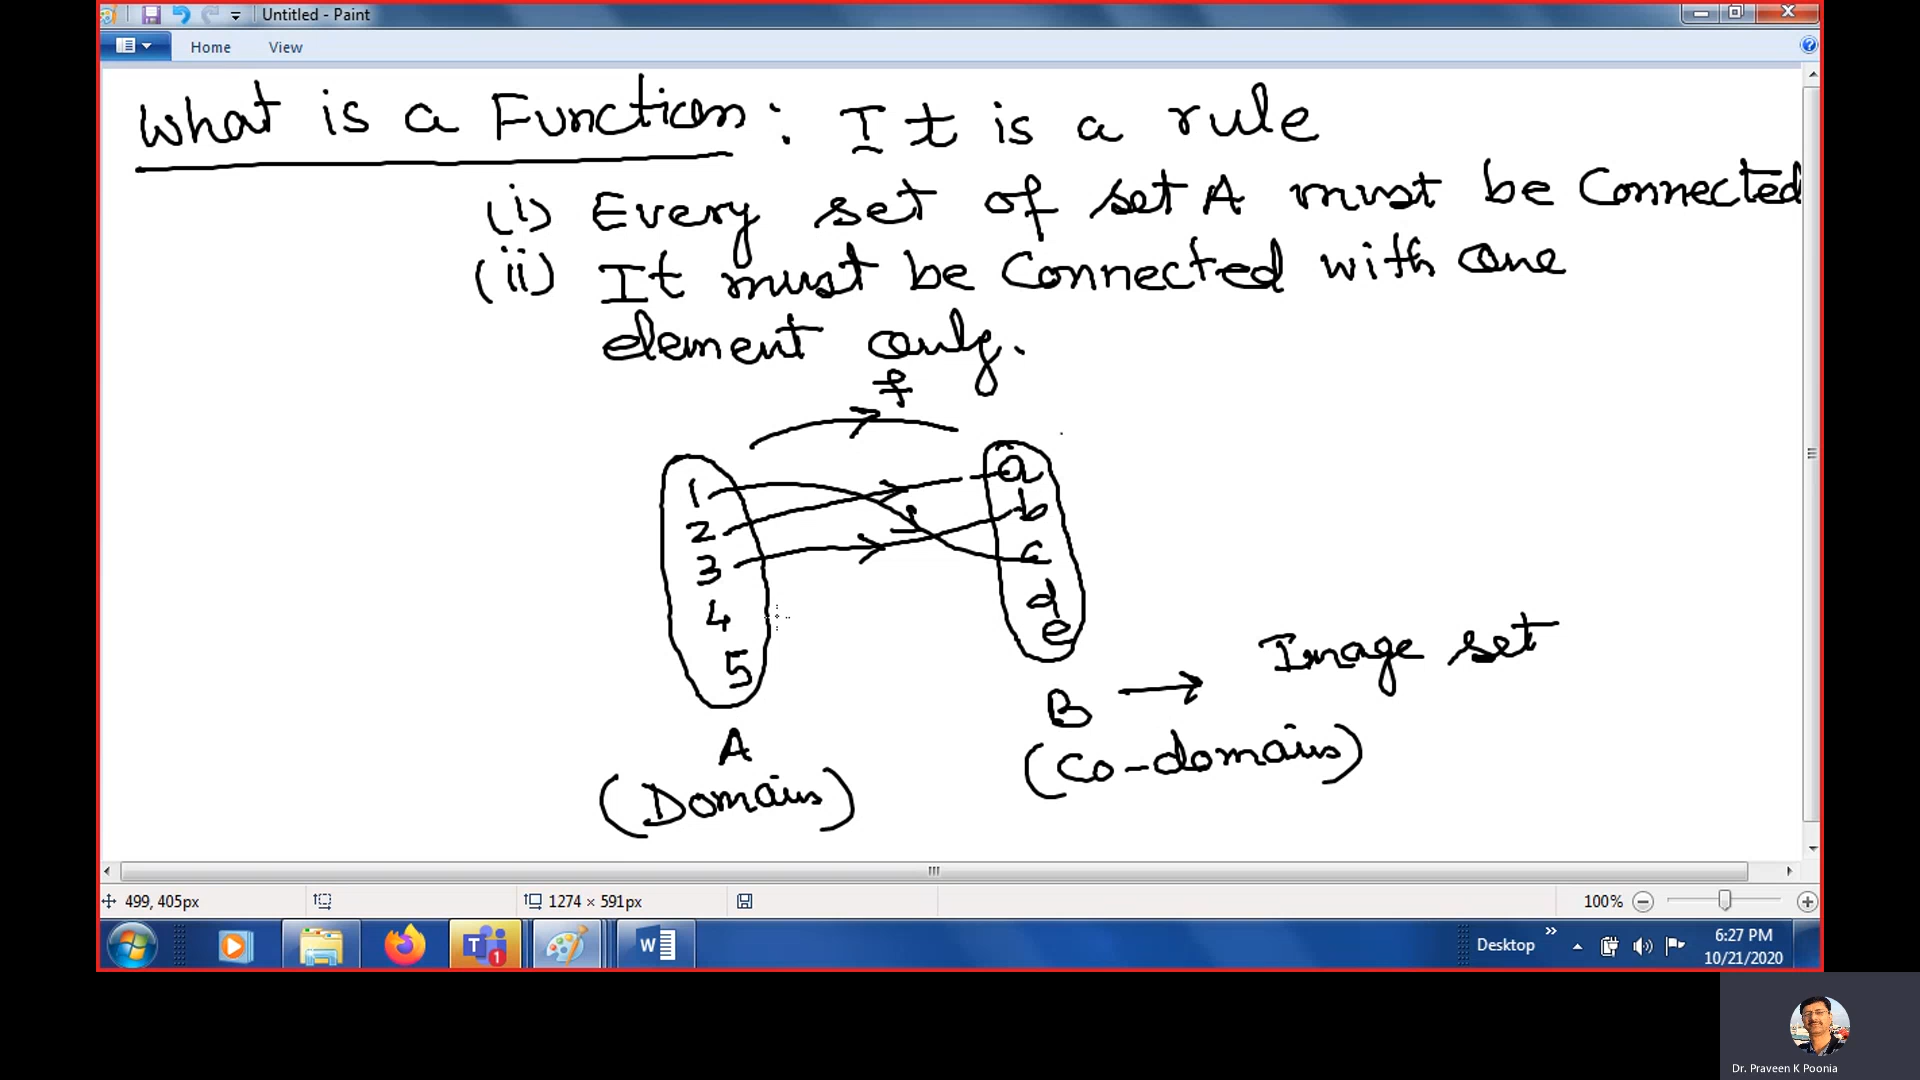 Untitled - Paint
Home View
What is a Function: It is a rule
(i) Every set of set A must be Connected
(ii) It must be Connected with one
element only.
f
1 a
2 b
3 c
4 d
5 e
Image set
A B
(Domain) (Co-domain)
499, 405px 1274 × 591px 100%
T 1 W Desktop 6:27 PM
10/21/2020
Dr. Praveen K Poonia